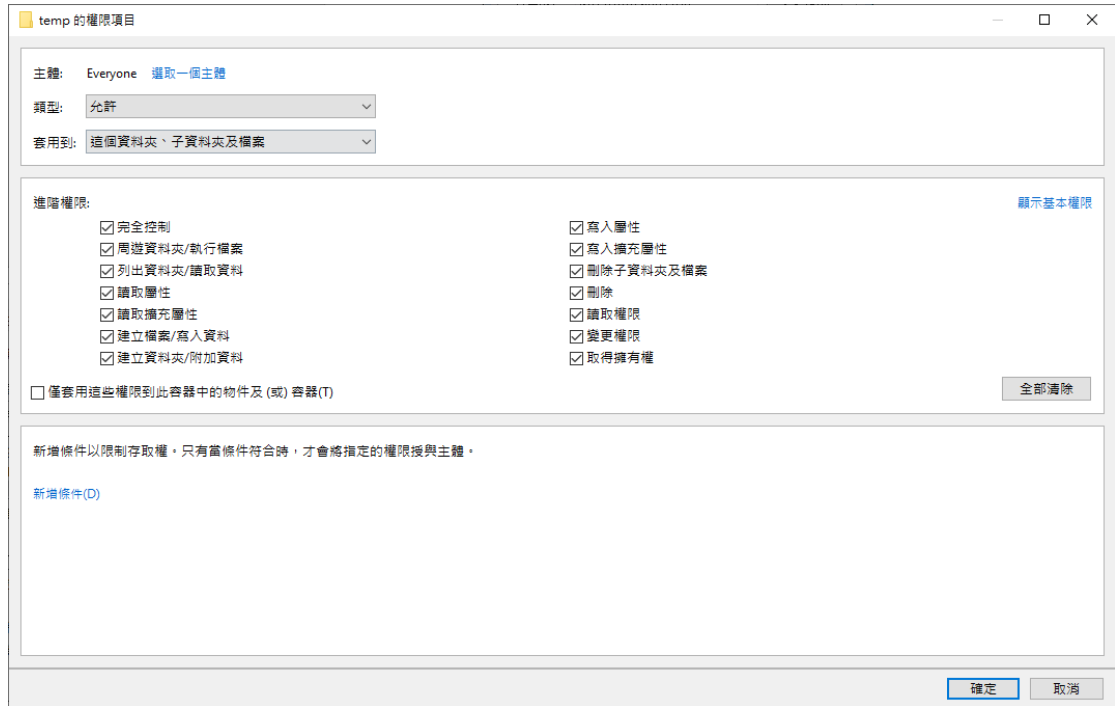 temp 的權限項目
主體: Everyone 選取一個主體
類型: 允許
套用到: 這個資料夾、子資料夾及檔案
進階權限: 顯示基本權限
完全控制
周遊資料夾/執行檔案
列出資料夾/讀取資料
讀取屬性
讀取擴充屬性
建立檔案/寫入資料
建立資料夾/附加資料
寫入屬性
寫入擴充屬性
刪除子資料夾及檔案
刪除
讀取權限
變更權限
取得擁有權
僅套用這些權限到此容器中的物件及 (或) 容器(T)
全部清除
新增條件以限制存取權。只有當條件符合時，才會將指定的權限授與主體。
新增條件(D)
確定 取消